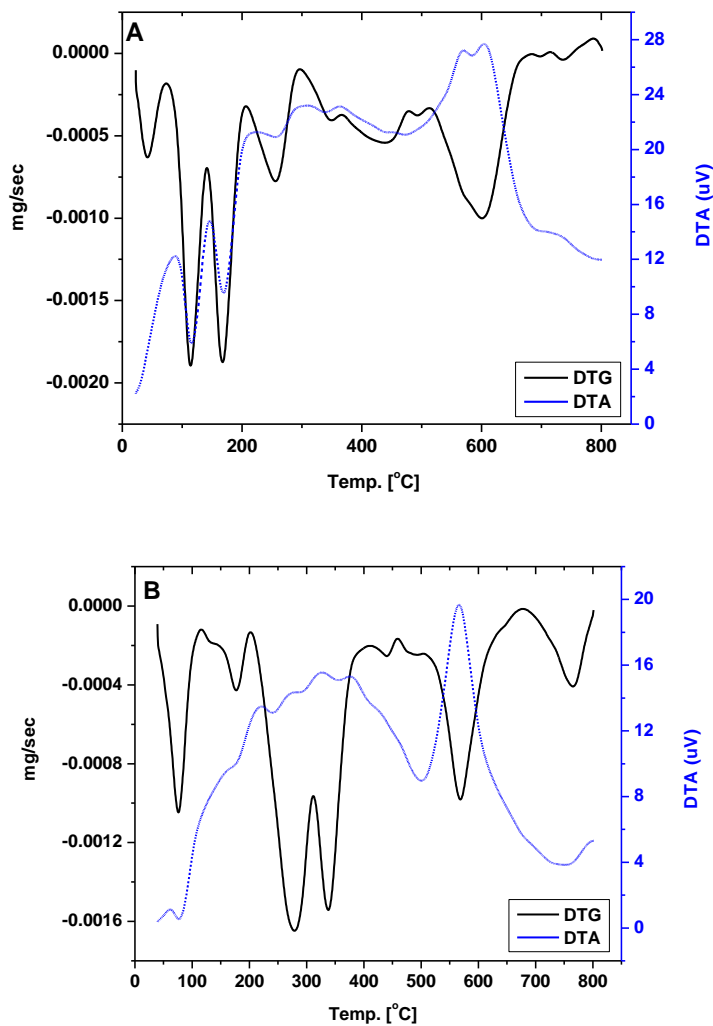 A
0.0000
-0.0005
-0.0010
-0.0015
-0.0020
mg/sec
28
24
20
16
12
8
4
0
DTA (uV)
DTG
DTA
0 200 400 600 800
Temp. [°C]
B
0.0000
-0.0004
-0.0008
-0.0012
-0.0016
mg/sec
20
16
12
8
4
0
DTA (uV)
DTG
DTA
0 100 200 300 400 500 600 700 800
Temp. [°C]